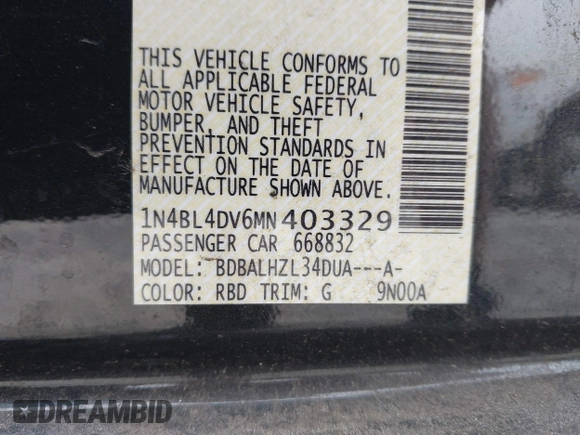 THIS VEHICLE CONFORMS TO
ALL APPLICABLE FEDERAL
MOTOR VEHICLE SAFETY,
BUMPER, AND THEFT
PREVENTION STANDARDS IN
EFFECT ON THE DATE OF
MANUFACTURE SHOWN ABOVE.
1N4BL4DV6MN403329
PASSENGER CAR 668832
MODEL: BDBALHZL34DUA---A-
COLOR: RBD TRIM: G 9N00A
DREAMBID